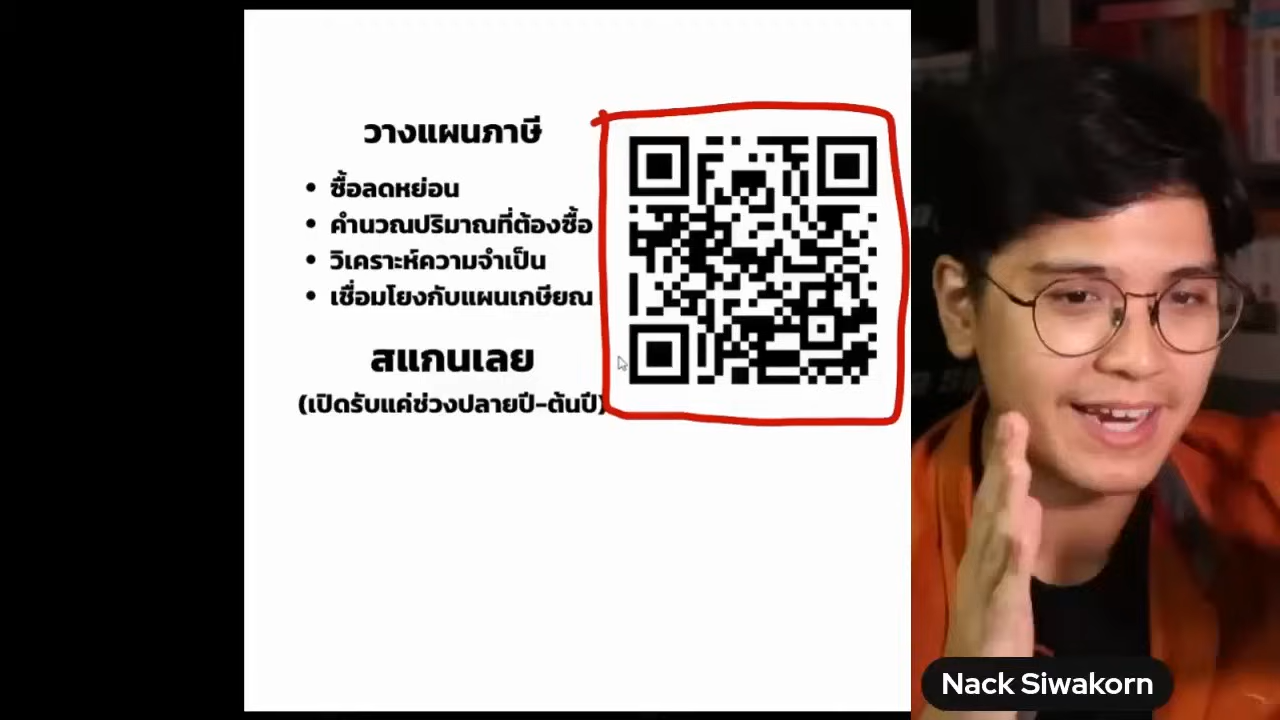 วางแผนภาษี
• ซื้อลดหย่อน
• คำนวณปริมาณที่ต้องซื้อ
• วิเคราะห์ความจำเป็น
• เชื่อมโยงกับแผนเกษียณ
สแกนเลย
(เปิดรับแค่ช่วงปลายปี-ต้นปี)
Nack Siwakorn